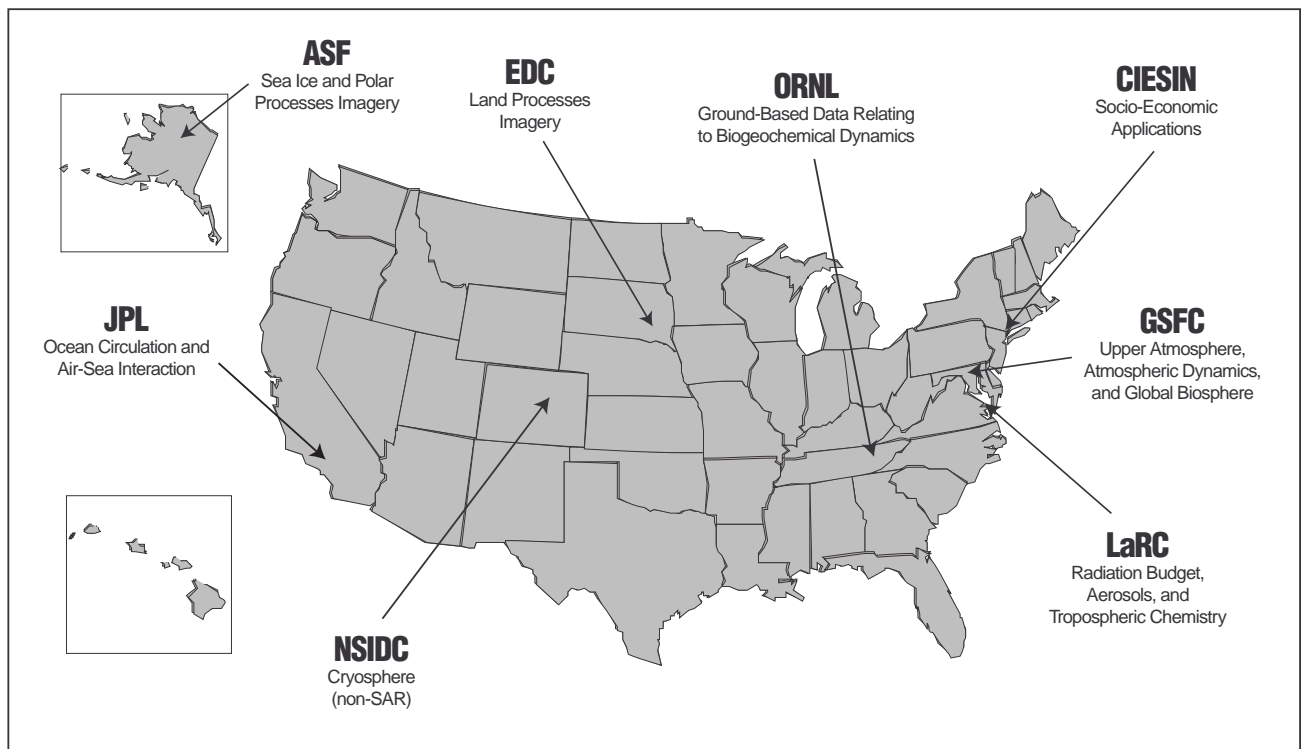 ASF
Sea Ice and Polar
Processes Imagery
EDC
Land Processes
Imagery
ORNL
Ground-Based Data Relating
to Biogeochemical Dynamics
CIESIN
Socio-Economic
Applications
JPL
Ocean Circulation and
Air-Sea Interaction
GSFC
Upper Atmosphere,
Atmospheric Dynamics,
and Global Biosphere
LaRC
Radiation Budget,
Aerosols, and
Tropospheric Chemistry
NSIDC
Cryosphere
(non-SAR)